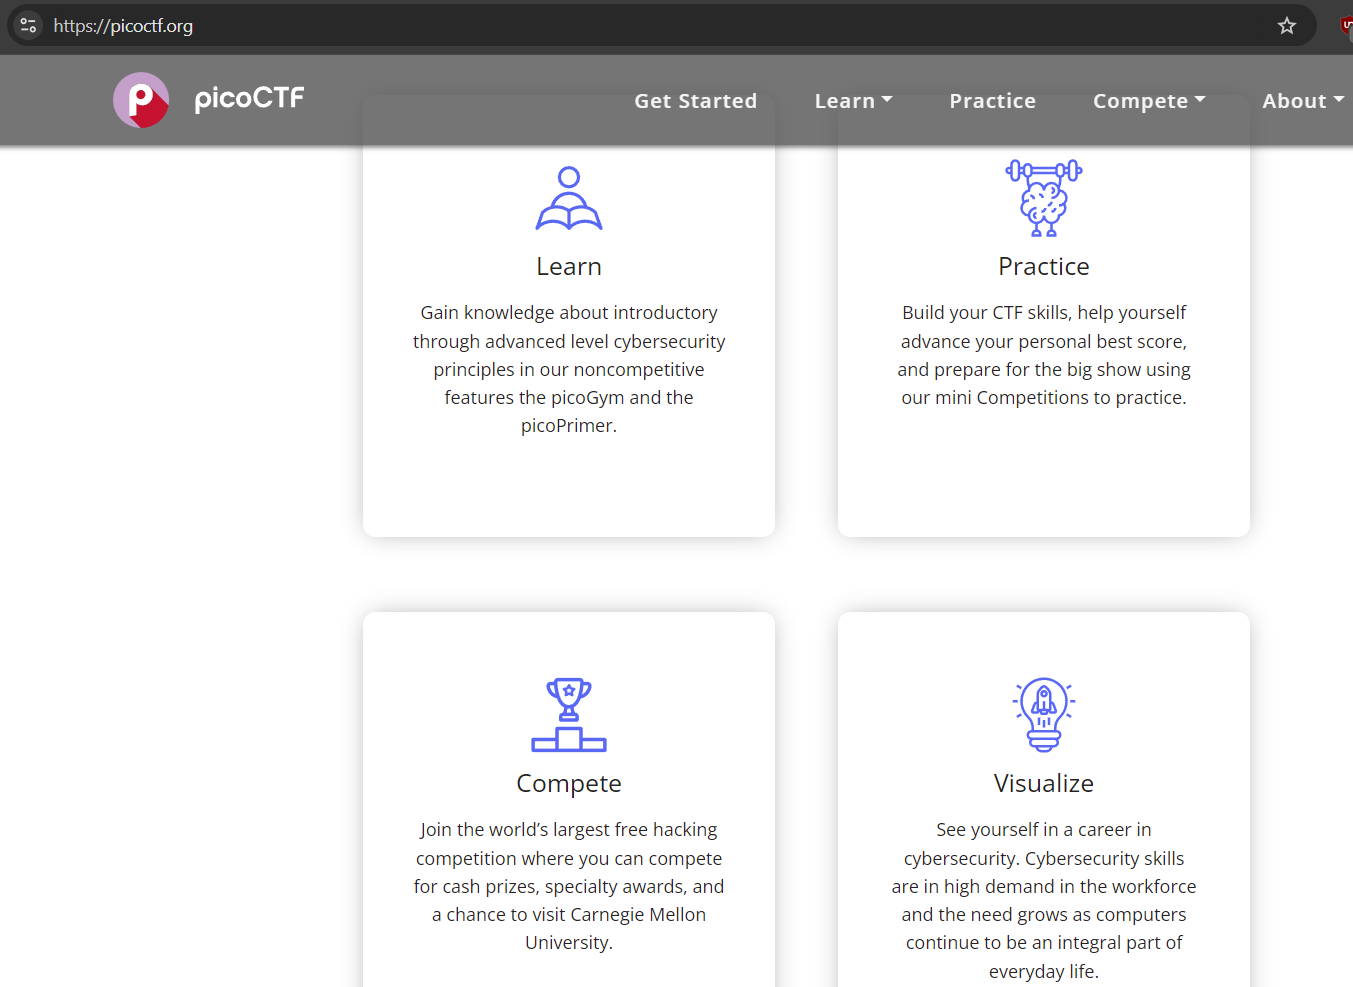 https://picoctf.org
picoCTF
Get Started Learn Practice Compete About
Learn
Gain knowledge about introductory
through advanced level cybersecurity
principles in our noncompetitive
features the picoGym and the
picoPrimer.
Practice
Build your CTF skills, help yourself
advance your personal best score,
and prepare for the big show using
our mini Competitions to practice.
Compete
Join the world’s largest free hacking
competition where you can compete
for cash prizes, specialty awards, and
a chance to visit Carnegie Mellon
University.
Visualize
See yourself in a career in
cybersecurity. Cybersecurity skills
are in high demand in the workforce
and the need grows as computers
continue to be an integral part of
everyday life.